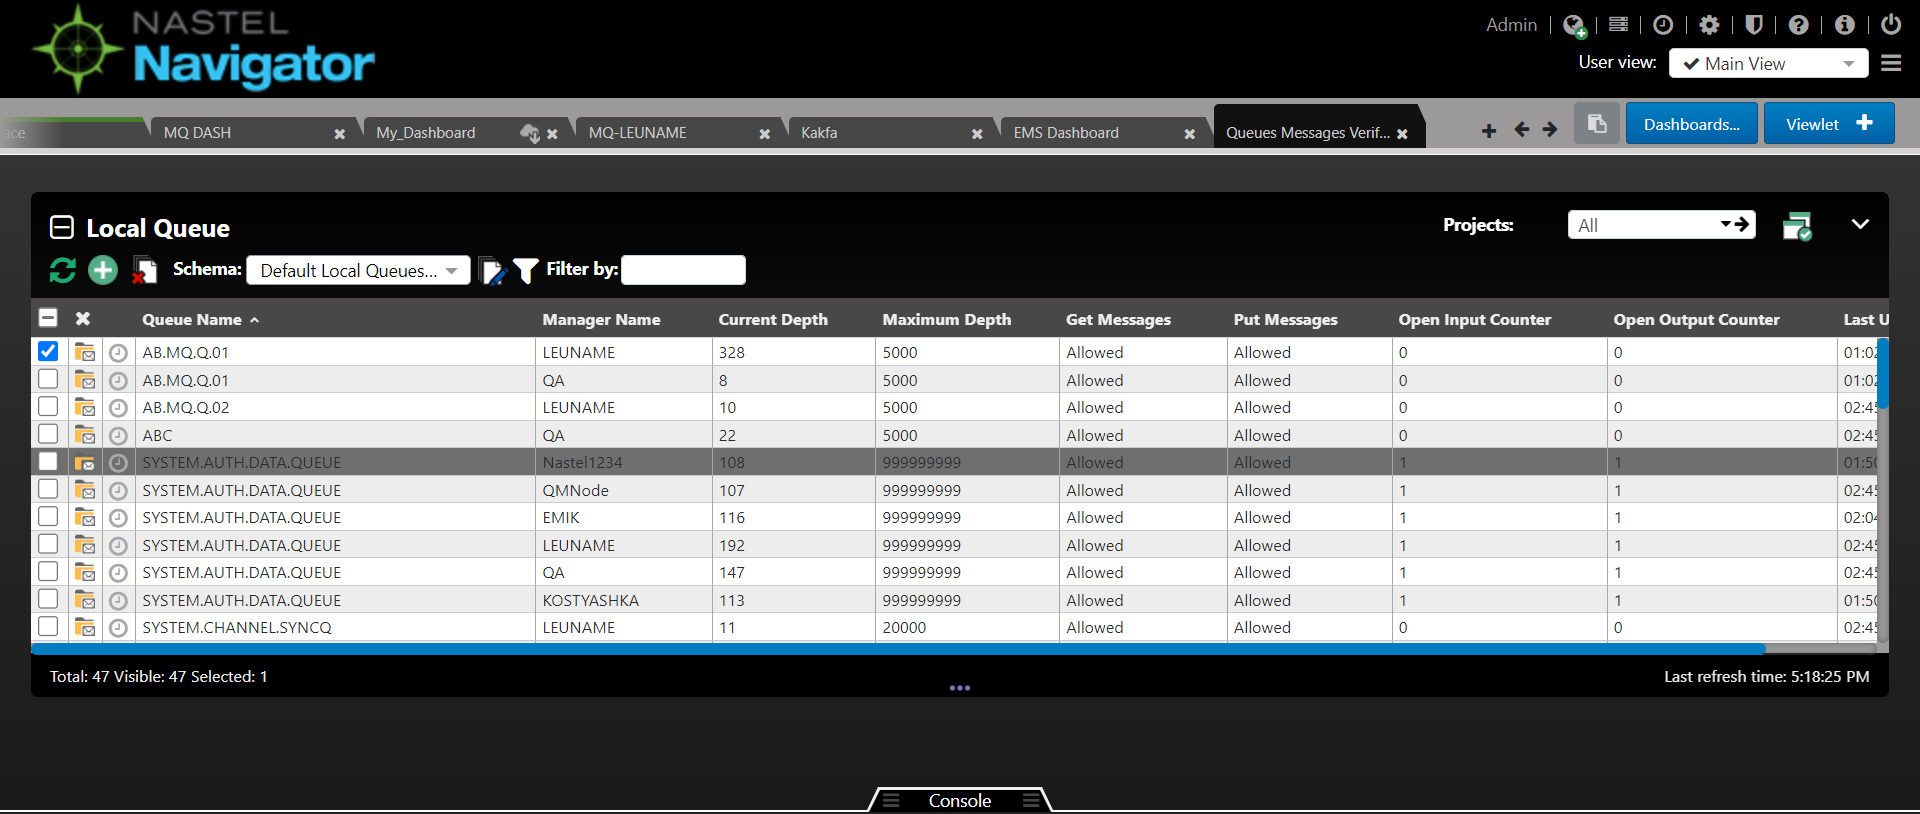 NASTEL
Navigator
Admin
User view: Main View
ace
MQ DASH
My_Dashboard
MQ-LEUNAME
Kakfa
EMS Dashboard
Queues Messages Verif...
Dashboards...
Viewlet
Local Queue
Projects: All
Schema: Default Local Queues... Filter by:
Queue Name Manager Name Current Depth Maximum Depth Get Messages Put Messages Open Input Counter Open Output Counter Last U
AB.MQ.Q.01 LEUNAME 328 5000 Allowed Allowed 0 0 01:02
AB.MQ.Q.01 QA 8 5000 Allowed Allowed 0 0 01:02
AB.MQ.Q.02 LEUNAME 10 5000 Allowed Allowed 0 0 02:45
ABC QA 22 5000 Allowed Allowed 0 0 02:45
SYSTEM.AUTH.DATA.QUEUE Nastel1234 108 999999999 Allowed Allowed 1 1 01:50
SYSTEM.AUTH.DATA.QUEUE QMNode 107 999999999 Allowed Allowed 1 1 02:45
SYSTEM.AUTH.DATA.QUEUE EMIK 116 999999999 Allowed Allowed 1 1 02:04
SYSTEM.AUTH.DATA.QUEUE LEUNAME 192 999999999 Allowed Allowed 1 1 02:45
SYSTEM.AUTH.DATA.QUEUE QA 147 999999999 Allowed Allowed 1 1 02:45
SYSTEM.AUTH.DATA.QUEUE KOSTYASHKA 113 999999999 Allowed Allowed 1 1 01:50
SYSTEM.CHANNEL.SYNCQ LEUNAME 11 20000 Allowed Allowed 0 0 02:45
Total: 47 Visible: 47 Selected: 1
Last refresh time: 5:18:25 PM
Console